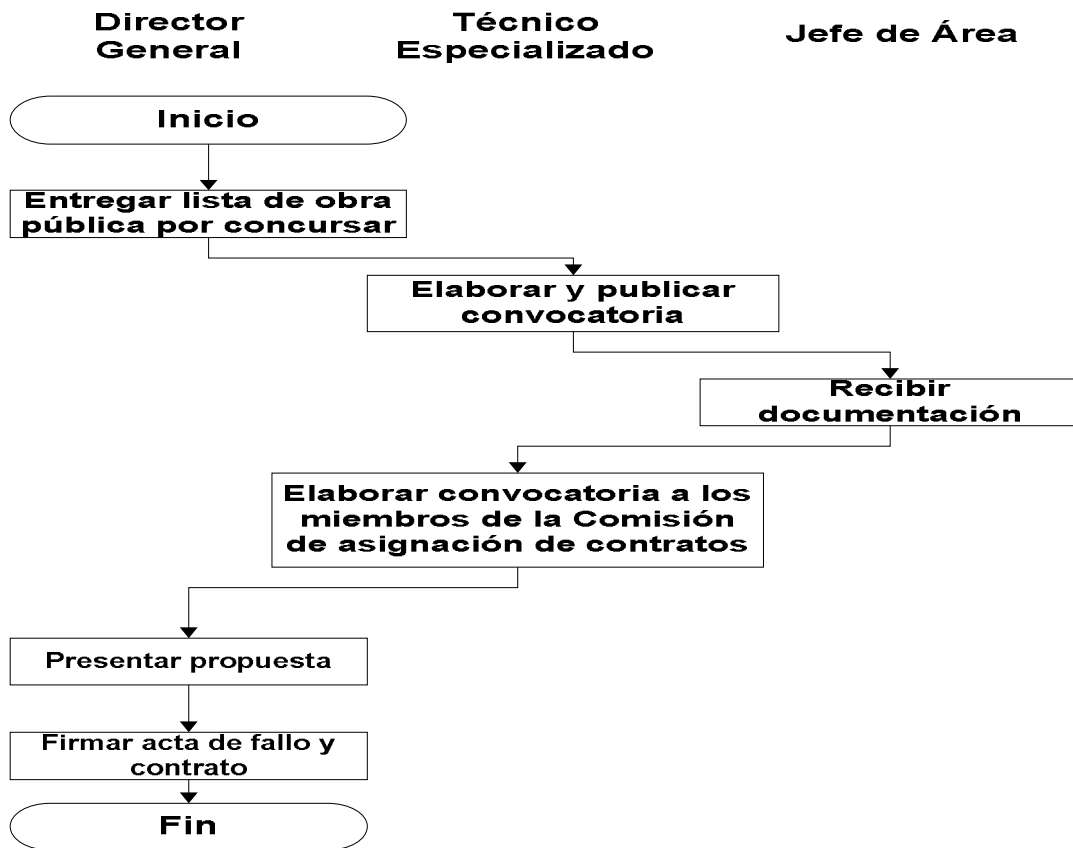 Director
General
Técnico
Especializado
Jefe de Área
Inicio
Entregar lista de obra
pública por concursar
Elaborar y publicar
convocatoria
Recibir
documentación
Elaborar convocatoria a los
miembros de la Comisión
de asignación de contratos
Presentar propuesta
Firmar acta de fallo y
contrato
Fin